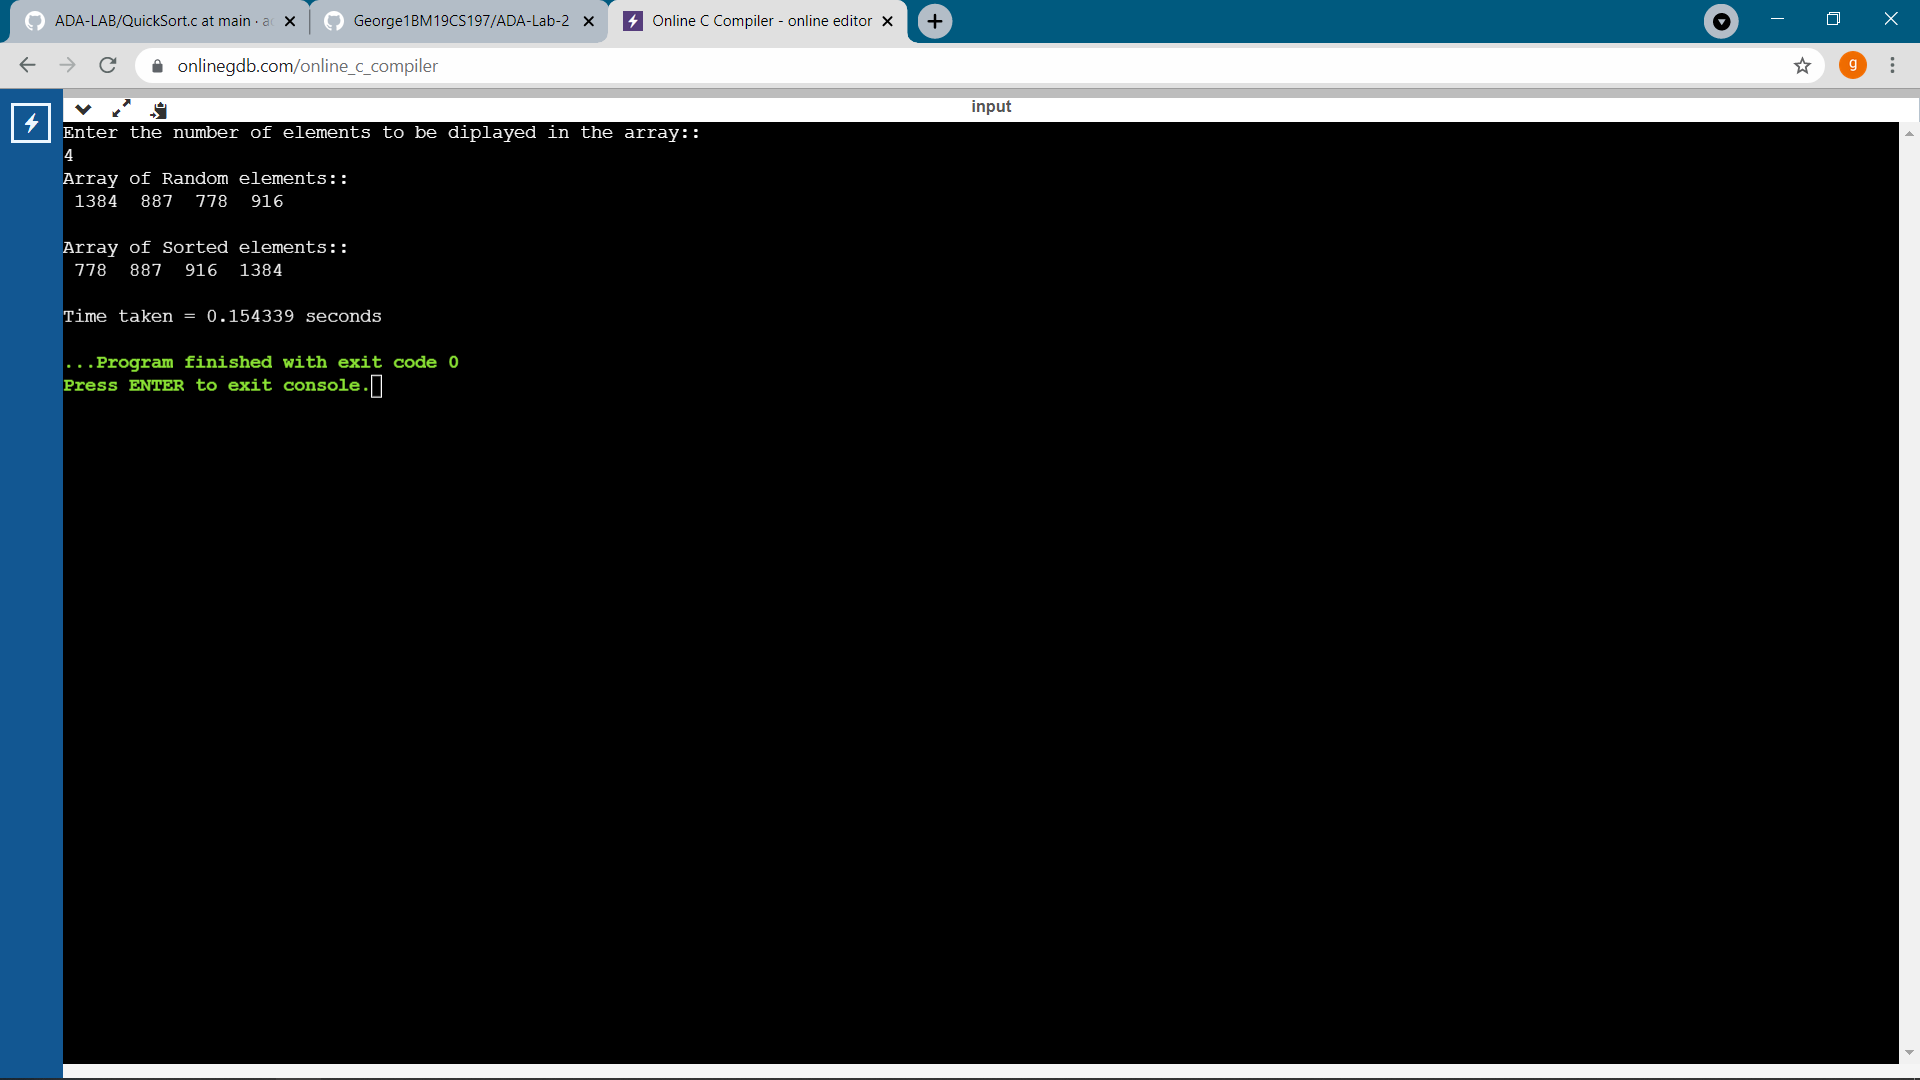 ADA-LAB/QuickSort.c at main · a
George1BM19CS197/ADA-Lab-2
Online C Compiler - online editor
onlinegdb.com/online_c_compiler
g
input
Enter the number of elements to be diplayed in the array::
4
Array of Random elements::
1384 887 778 916
Array of Sorted elements::
778 887 916 1384
Time taken = 0.154339 seconds
...Program finished with exit code 0
Press ENTER to exit console.